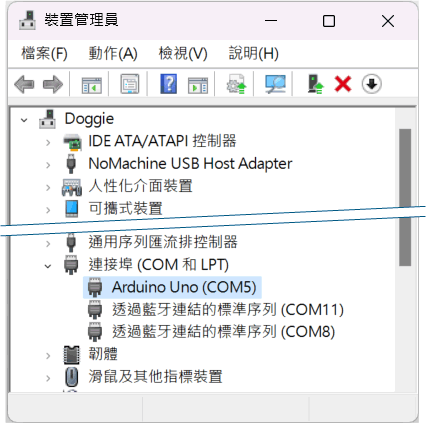 裝置管理員
檔案(F) 動作(A) 檢視(V) 說明(H)
Doggie
IDE ATA/ATAPI 控制器
NoMachine USB Host Adapter
人性化介面裝置
可攜式裝置
通用序列匯流排控制器
連接埠 (COM 和 LPT)
Arduino Uno (COM5)
透過藍牙連結的標準序列 (COM11)
透過藍牙連結的標準序列 (COM8)
韌體
滑鼠及其他指標裝置